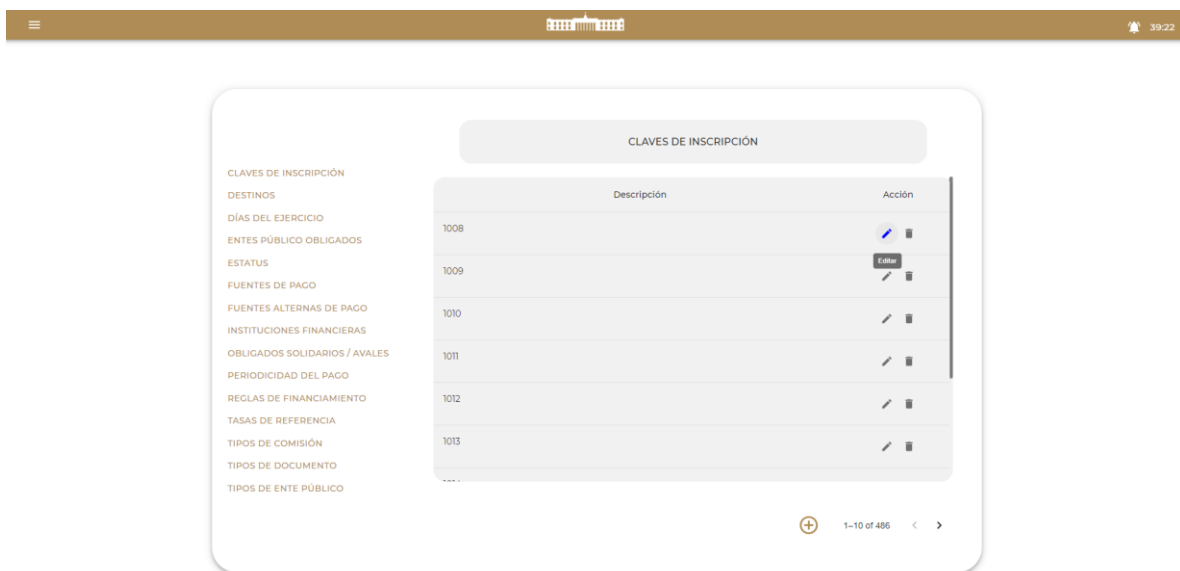 39:22
CLAVES DE INSCRIPCIÓN
CLAVES DE INSCRIPCIÓN
DESTINOS
DÍAS DEL EJERCICIO
ENTES PÚBLICO OBLIGADOS
ESTATUS
FUENTES DE PAGO
FUENTES ALTERNAS DE PAGO
INSTITUCIONES FINANCIERAS
OBLIGADOS SOLIDARIOS / AVALES
PERIODICIDAD DEL PAGO
REGLAS DE FINANCIAMIENTO
TASAS DE REFERENCIA
TIPOS DE COMISIÓN
TIPOS DE DOCUMENTO
TIPOS DE ENTE PÚBLICO
Descripción Acción
1008
Editar
1009
1010
1011
1012
1013
1–10 of 486